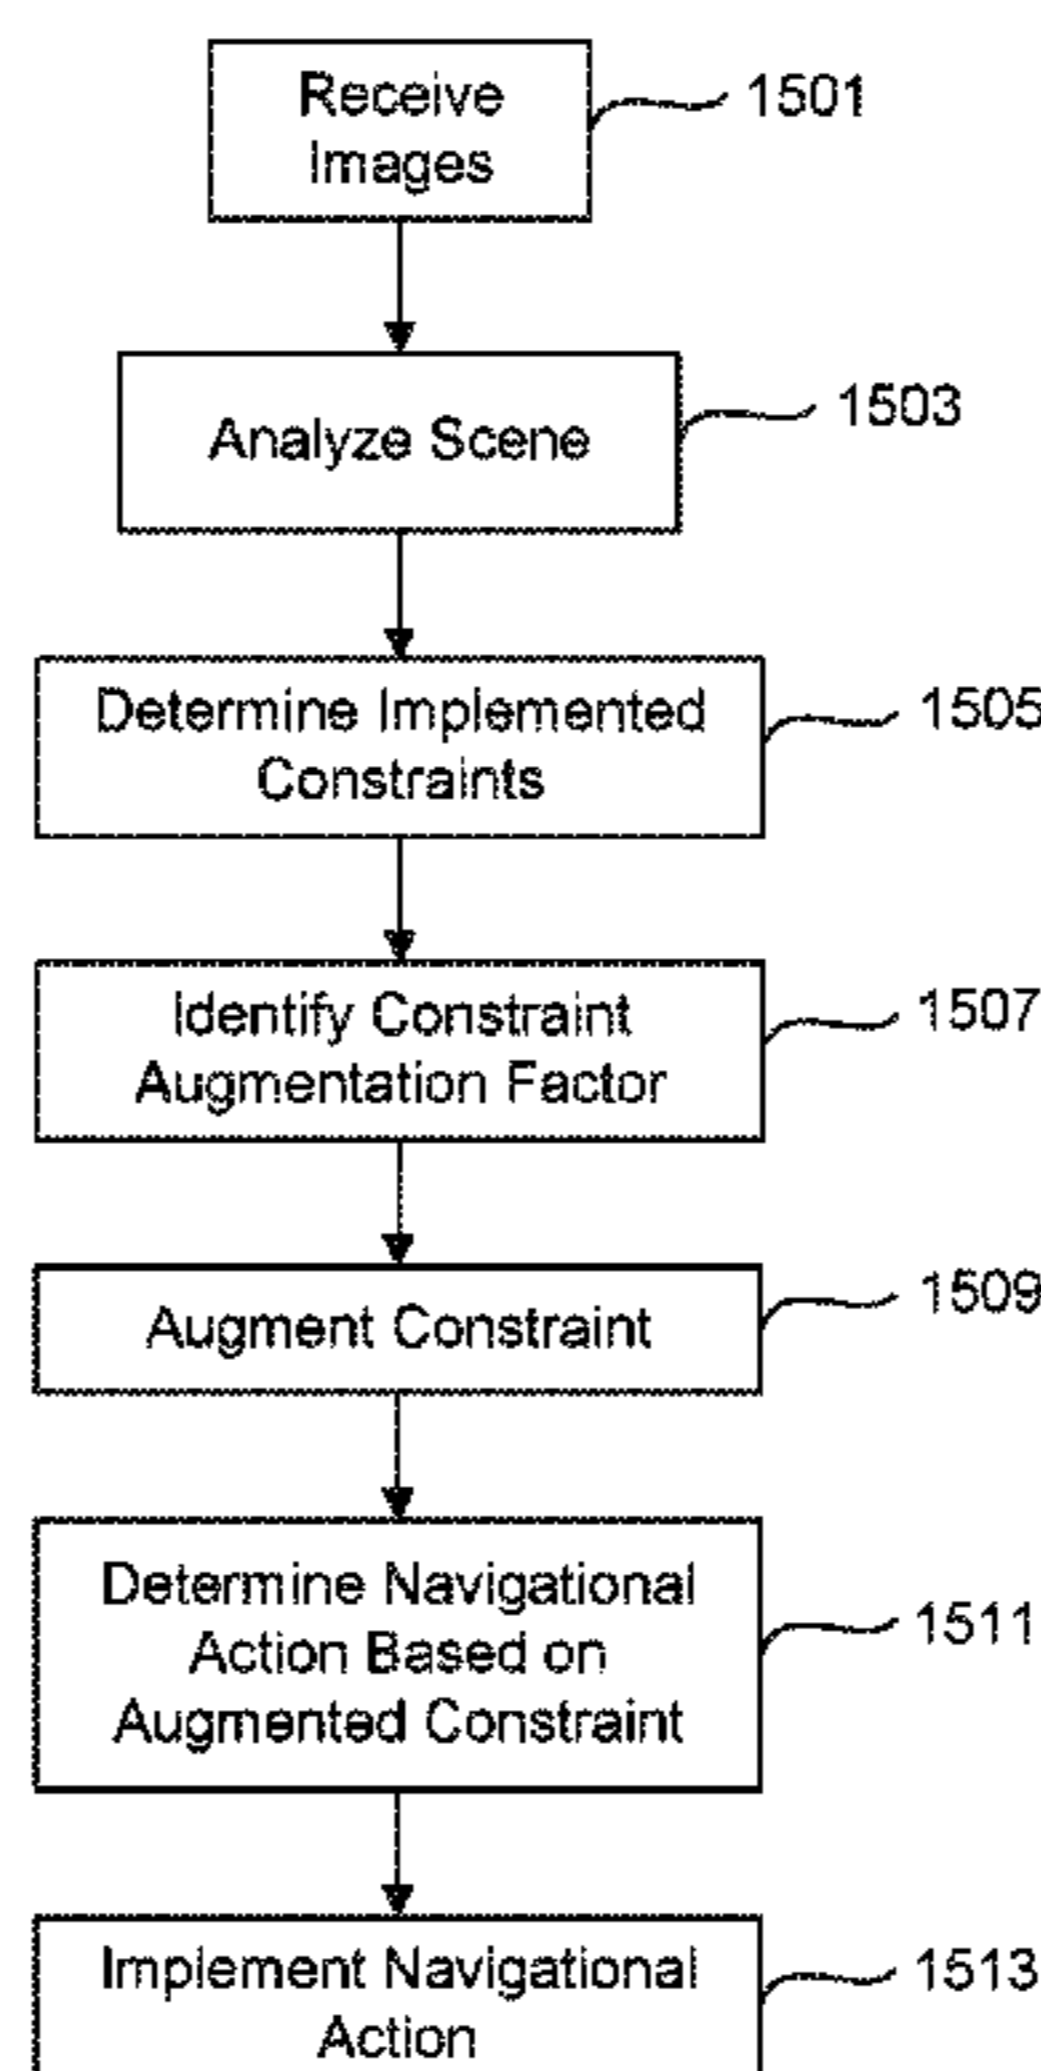 Receive
Images
1501
Analyze Scene
1503
Determine Implemented
Constraints
1505
Identify Constraint
Augmentation Factor
1507
Augment Constraint
1509
Determine Navigational
Action Based on
Augmented Constraint
1511
Implement Navigational
Action
1513